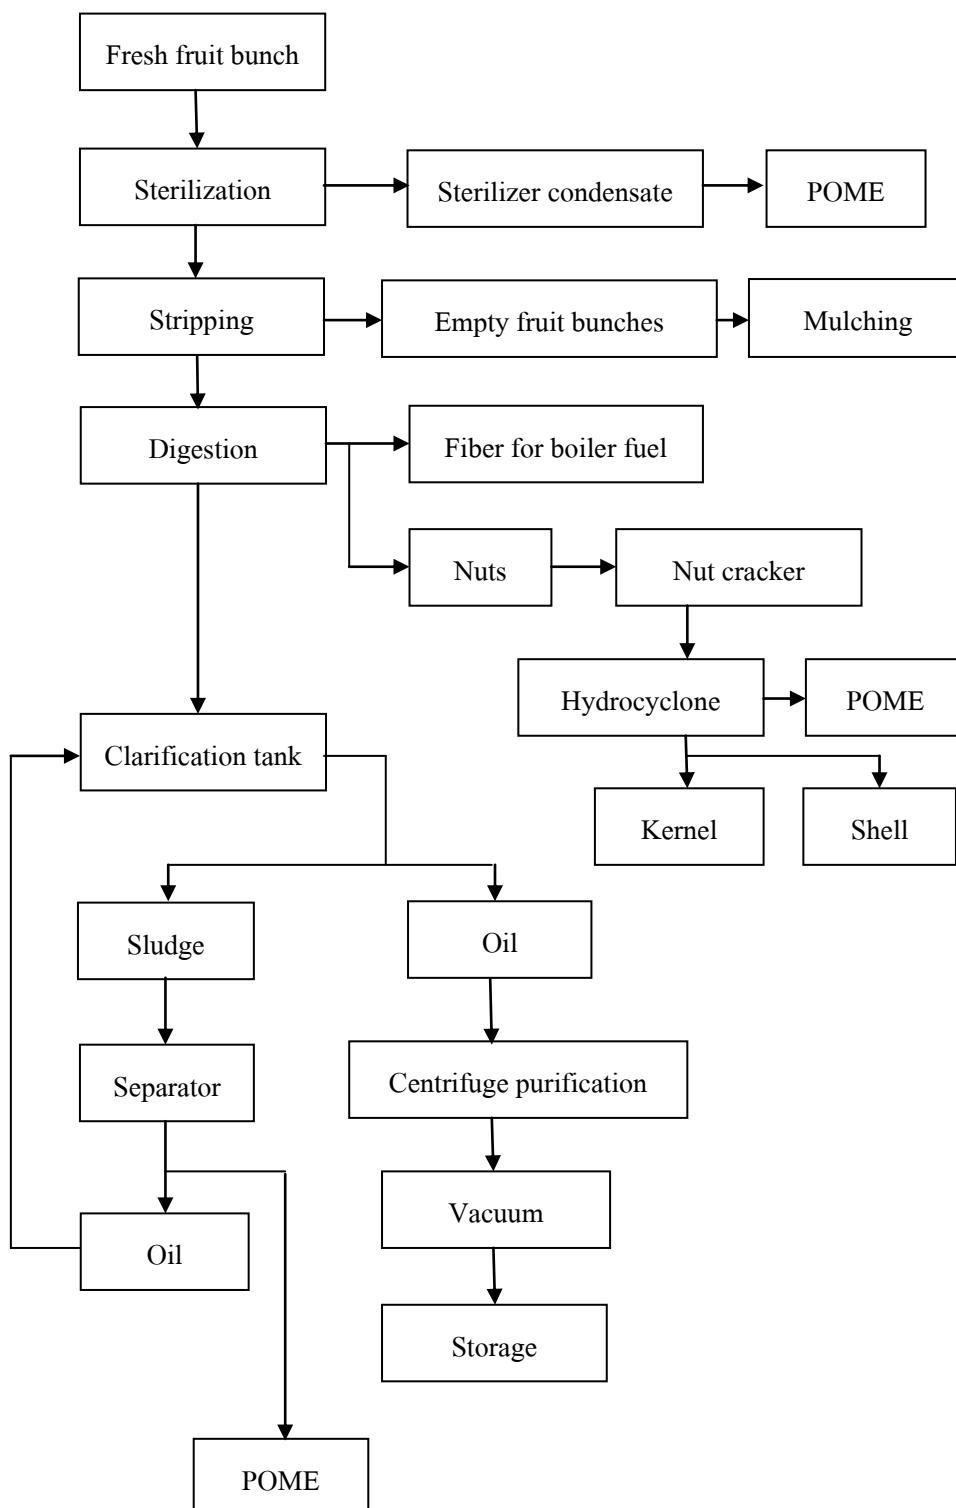 Fresh fruit bunch
Sterilization
Sterilizer condensate
POME
Stripping
Empty fruit bunches
Mulching
Digestion
Fiber for boiler fuel
Nuts
Nut cracker
Hydrocyclone
POME
Clarification tank
Kernel
Shell
Sludge
Oil
Separator
Centrifuge purification
Vacuum
Oil
Storage
POME